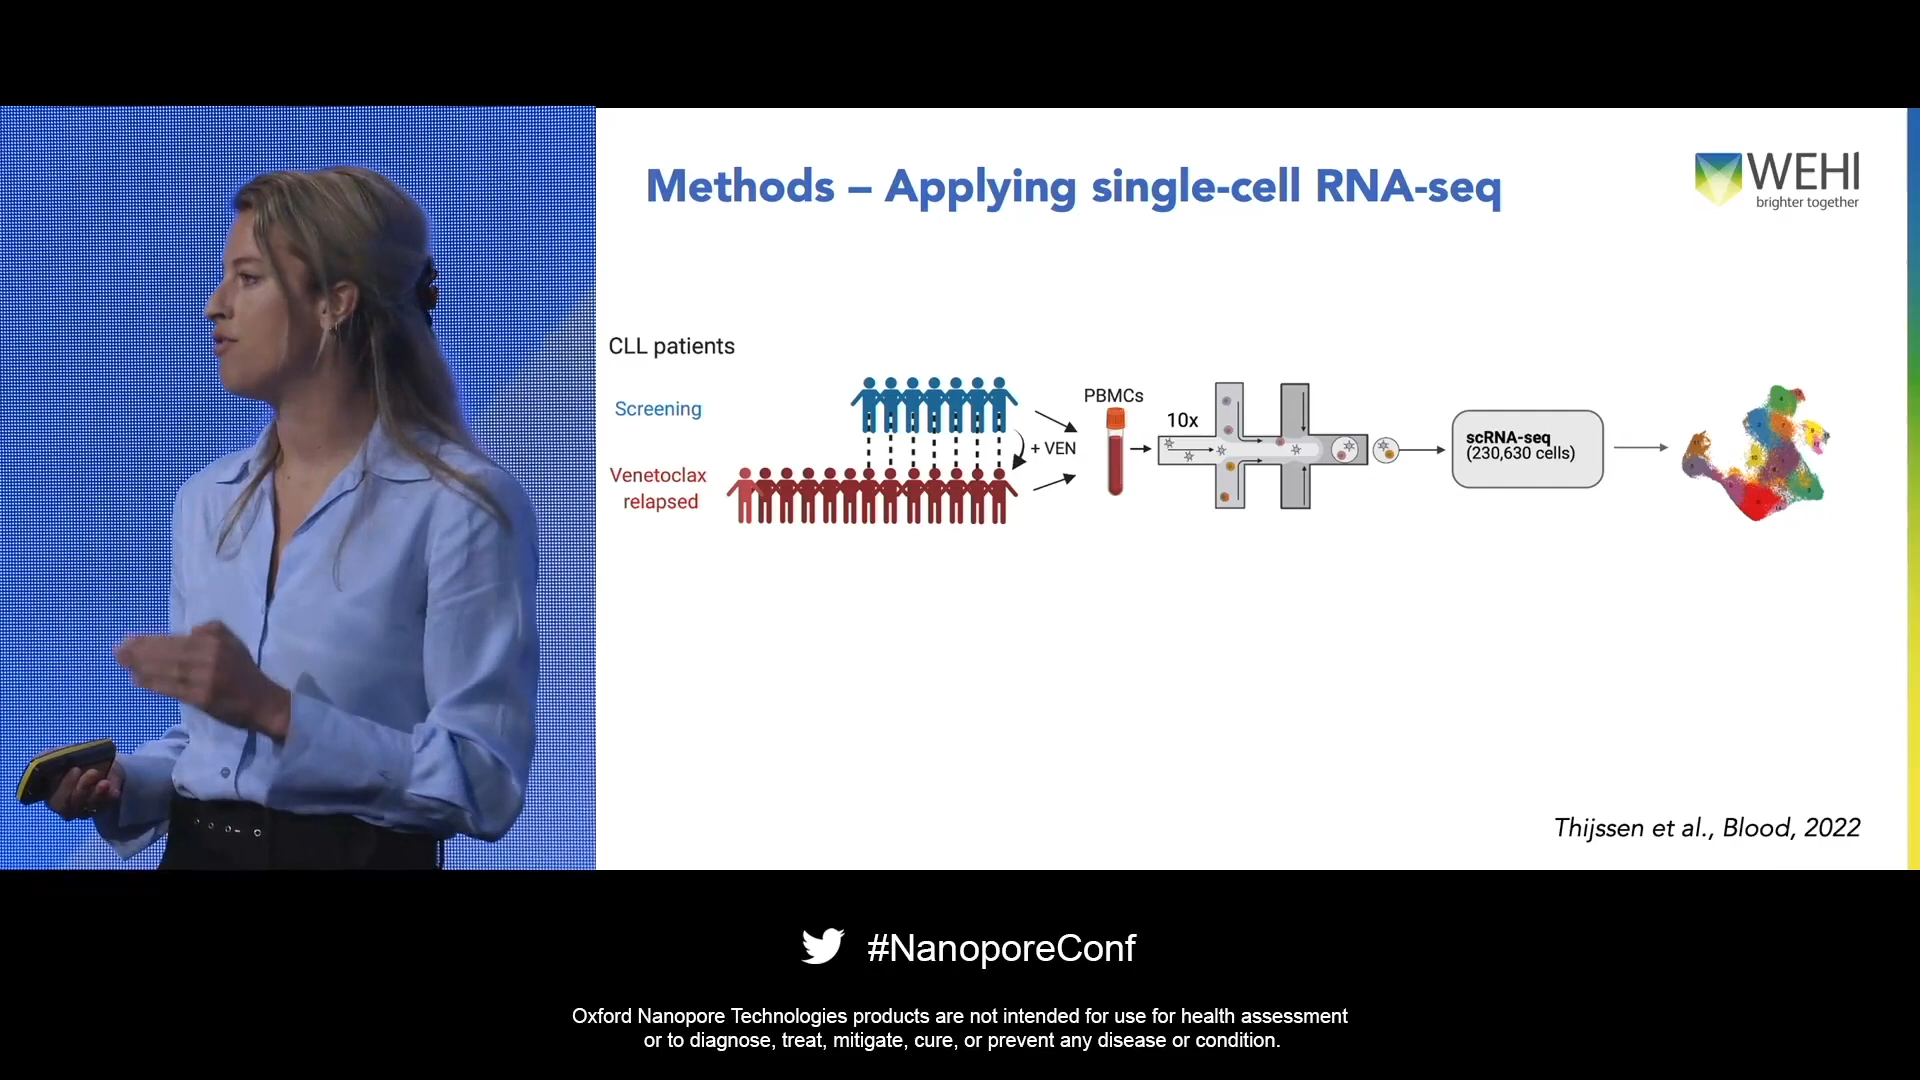 Methods – Applying single-cell RNA-seq
WEHI
brighter together
CLL patients
Screening
Venetoclax
relapsed
+ VEN
PBMCs
10x
scRNA-seq
(230,630 cells)
Thijssen et al., Blood, 2022
#NanoporeConf
Oxford Nanopore Technologies products are not intended for use for health assessment
or to diagnose, treat, mitigate, cure, or prevent any disease or condition.